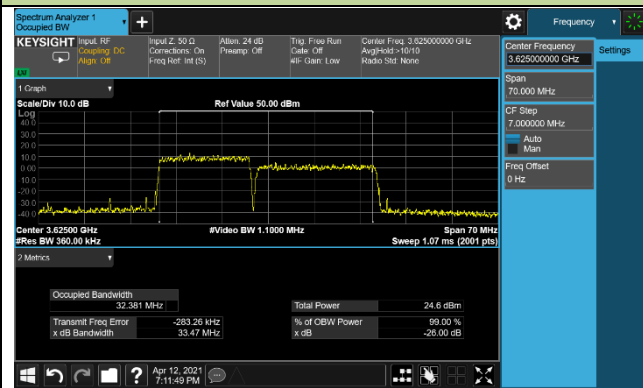 Spectrum Analyzer 1
Occupied BW
Frequency
KEYSIGHT
Input: RF
Coupling: DC
Align: Off
Input Z: 50 Ω
Corrections: On
Freq Ref: Int (S)
Atten: 24 dB
Preamp: Off
Trig: Free Run
Gate: Off
#IF Gain: Low
Center Freq: 3.625000000 GHz
Avg|Hold:>10/10
Radio Std: None
Center Frequency
3.625000000 GHz
Settings
Span
70.000 MHz
CF Step
7.000000 MHz
Auto
Man
Freq Offset
0 Hz
1 Graph
Scale/Div 10.0 dB
Ref Value 50.00 dBm
Log
40.0
30.0
20.0
10.0
0.00
-10.0
-20.0
-30.0
-40.0
Center 3.62500 GHz
#Video BW 1.1000 MHz
Span 70 MHz
#Res BW 360.00 kHz
Sweep 1.07 ms (2001 pts)
2 Metrics
Occupied Bandwidth
32.381 MHz
Total Power 24.6 dBm
Transmit Freq Error -283.26 kHz
% of OBW Power 99.00 %
x dB Bandwidth 33.47 MHz
x dB -26.00 dB
?
Apr 12, 2021
7:11:49 PM